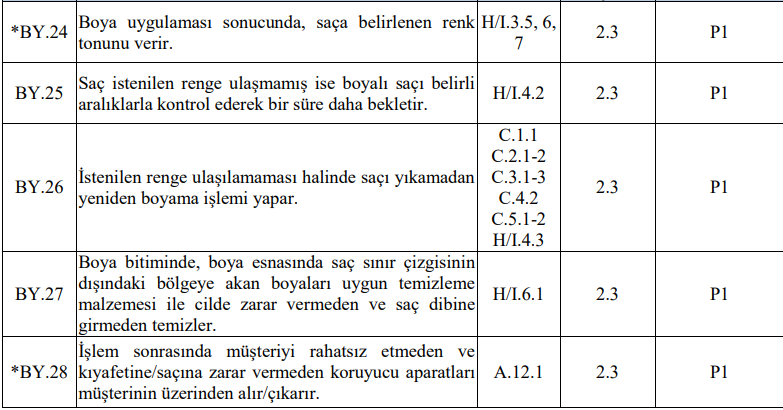 *BY.24
Boya uygulaması sonucunda, saça belirlenen renk
tonunu verir.
H/I.3.5, 6,
7
2.3
P1
BY.25
Saç istenilen renge ulaşmamış ise boyalı saçı belirli
aralıklarla kontrol ederek bir süre daha bekletir.
H/I.4.2
2.3
P1
BY.26
İstenilen renge ulaşılamaması halinde saçı yıkamadan
yeniden boyama işlemi yapar.
C.1.1
C.2.1-2
C.3.1-3
C.4.2
C.5.1-2
H/I.4.3
2.3
P1
BY.27
Boya bitiminde, boya esnasında saç sınır çizgisinin
dışındaki bölgeye akan boyaları uygun temizleme
malzemesi ile cilde zarar vermeden ve saç dibine
girmeden temizler.
H/I.6.1
2.3
P1
*BY.28
İşlem sonrasında müşteriyi rahatsız etmeden ve
kıyafetine/saçına zarar vermeden koruyucu aparatları
müşterinin üzerinden alır/çıkarır.
A.12.1
2.3
P1